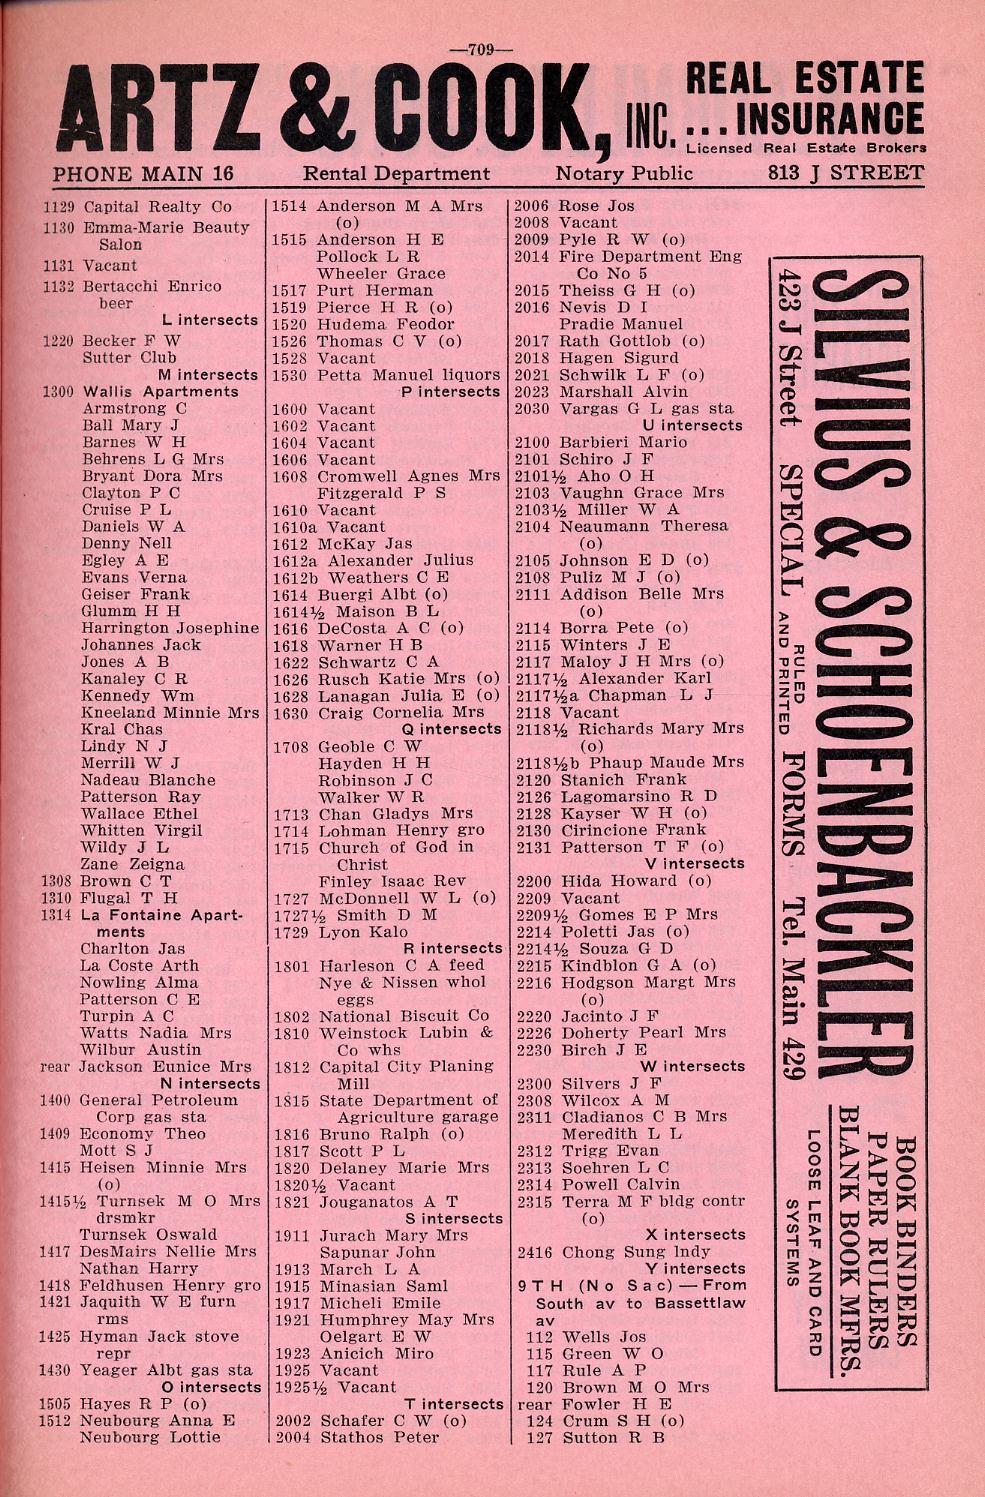 —709—
ARTZ & COOK, INC.
REAL ESTATE
... INSURANCE
Licensed Real Estate Brokers
PHONE MAIN 16 Rental Department Notary Public 813 J STREET
1129 Capital Realty Co
1130 Emma-Marie Beauty
Salon
1131 Vacant
1132 Bertacchi Enrico
beer
L intersects
1220 Becker F W
Sutter Club
M intersects
1300 Wallis Apartments
Armstrong C
Ball Mary J
Barnes W H
Behrens L G Mrs
Bryant Dora Mrs
Clayton P C
Cruise P L
Daniels W A
Denny Nell
Egley A E
Evans Verna
Geiser Frank
Glumm H H
Harrington Josephine
Johannes Jack
Jones A B
Kanaley C R
Kennedy Wm
Kneeland Minnie Mrs
Kral Chas
Lindy N J
Merrill W J
Nadeau Blanche
Patterson Ray
Wallace Ethel
Whitten Virgil
Wildy J L
Zane Zeigna
1308 Brown C T
1310 Flugal T H
1314 La Fontaine Apart-
ments
Charlton Jas
La Coste Arth
Nowling Alma
Patterson C E
Turpin A C
Watts Nadia Mrs
Wilbur Austin
rear Jackson Eunice Mrs
N intersects
1400 General Petroleum
Corp gas sta
1409 Economy Theo
Mott S J
1415 Heisen Minnie Mrs
(o)
1415½ Turnsek M O Mrs
drsmkr
Turnsek Oswald
1417 DesMairs Nellie Mrs
Nathan Harry
1418 Feldhusen Henry gro
1421 Jaquith W E furn
rms
1425 Hyman Jack stove
repr
1430 Yeager Albt gas sta
O intersects
1505 Hayes R P (o)
1512 Neubourg Anna E
Neubourg Lottie
1514 Anderson M A Mrs
(o)
1515 Anderson H E
Pollock L R
Wheeler Grace
1517 Purt Herman
1519 Pierce H R (o)
1520 Hudema Feodor
1526 Thomas C V (o)
1528 Vacant
1530 Petta Manuel liquors
P intersects
1600 Vacant
1602 Vacant
1604 Vacant
1606 Vacant
1608 Cromwell Agnes Mrs
Fitzgerald P S
1610 Vacant
1610a Vacant
1612 McKay Jas
1612a Alexander Julius
1612b Weathers C E
1614 Buergi Albt (o)
1614½ Maison B L
1616 DeCosta A C (o)
1618 Warner H B
1622 Schwartz C A
1626 Rusch Katie Mrs (o)
1628 Lanagan Julia E (o)
1630 Craig Cornelia Mrs
Q intersects
1708 Geoble C W
Hayden H H
Robinson J C
Walker W R
1713 Chan Gladys Mrs
1714 Lohman Henry gro
1715 Church of God in
Christ
Finley Isaac Rev
1727 McDonnell W L (o)
1727½ Smith D M
1729 Lyon Kalo
R intersects
1801 Harleson C A feed
Nye & Nissen whol
eggs
1802 National Biscuit Co
1810 Weinstock Lubin &
Co whs
1812 Capital City Planing
Mill
1815 State Department of
Agriculture garage
1816 Bruno Ralph (o)
1817 Scott P L
1820 Delaney Marie Mrs
1820½ Vacant
1821 Jouganatos A T
S intersects
1911 Jurach Mary Mrs
Sapunar John
1913 March L A
1915 Minasian Saml
1917 Micheli Emile
1921 Humphrey May Mrs
Oelgart E W
1923 Anicich Miro
1925 Vacant
1925½ Vacant
T intersects
2002 Schafer C W (o)
2004 Stathos Peter
2006 Rose Jos
2008 Vacant
2009 Pyle R W (o)
2014 Fire Department Eng
Co No 5
2015 Theiss G H (o)
2016 Nevis D I
Pradie Manuel
2017 Rath Gottlob (o)
2018 Hagen Sigurd
2021 Schwilk L F (o)
2023 Marshall Alvin
2030 Vargas G L gas sta
U intersects
2100 Barbieri Mario
2101 Schiro J F
2101½ Aho O H
2103 Vaughn Grace Mrs
2103½ Miller W A
2104 Neaumann Theresa
(o)
2105 Johnson E D (o)
2108 Puliz M J (o)
2111 Addison Belle Mrs
(o)
2114 Borra Pete (o)
2115 Winters J E
2117 Maloy J H Mrs (o)
2117½ Alexander Karl
2117½a Chapman L J
2118 Vacant
2118½ Richards Mary Mrs
(o)
2118½b Phaup Maude Mrs
2120 Stanich Frank
2126 Lagomarsino R D
2128 Kayser W H (o)
2130 Cirincione Frank
2131 Patterson T F (o)
V intersects
2200 Hida Howard (o)
2209 Vacant
2209½ Gomes E P Mrs
2214 Poletti Jas (o)
2214½ Souza G D
2215 Kindblon G A (o)
2216 Hodgson Margt Mrs
(o)
2220 Jacinto J F
2226 Doherty Pearl Mrs
2230 Birch J E
W intersects
2300 Silvers J F
2308 Wilcox A M
2311 Cladianos C B Mrs
Meredith L L
2312 Trigg Evan
2313 Soehren L C
2314 Powell Calvin
2315 Terra M F bldg contr
(o)
X intersects
2416 Chong Sung lndy
Y intersects
9TH (No Sac) — From
South av to Bassettlaw
av
112 Wells Jos
115 Green W O
117 Rule A P
120 Brown M O Mrs
rear Fowler H E
124 Crum S H (o)
127 Sutton R B
SILVIUS & SCHOENBACKLER
423 J Street SPECIAL RULED AND PRINTED FORMS Tel. Main 429
BOOK BINDERS
PAPER RULERS
BLANK BOOK MFRS.
LOOSE LEAF AND CARD
SYSTEMS